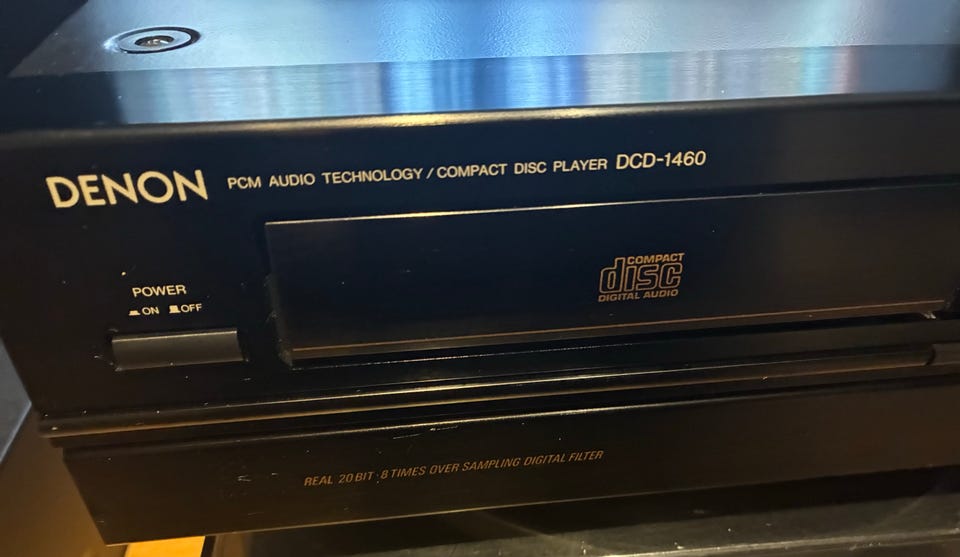 DENON PCM AUDIO TECHNOLOGY / COMPACT DISC PLAYER DCD-1460
COMPACT
disc
DIGITAL AUDIO
POWER
ON OFF
REAL 20 BIT · 8 TIMES OVER SAMPLING DIGITAL FILTER